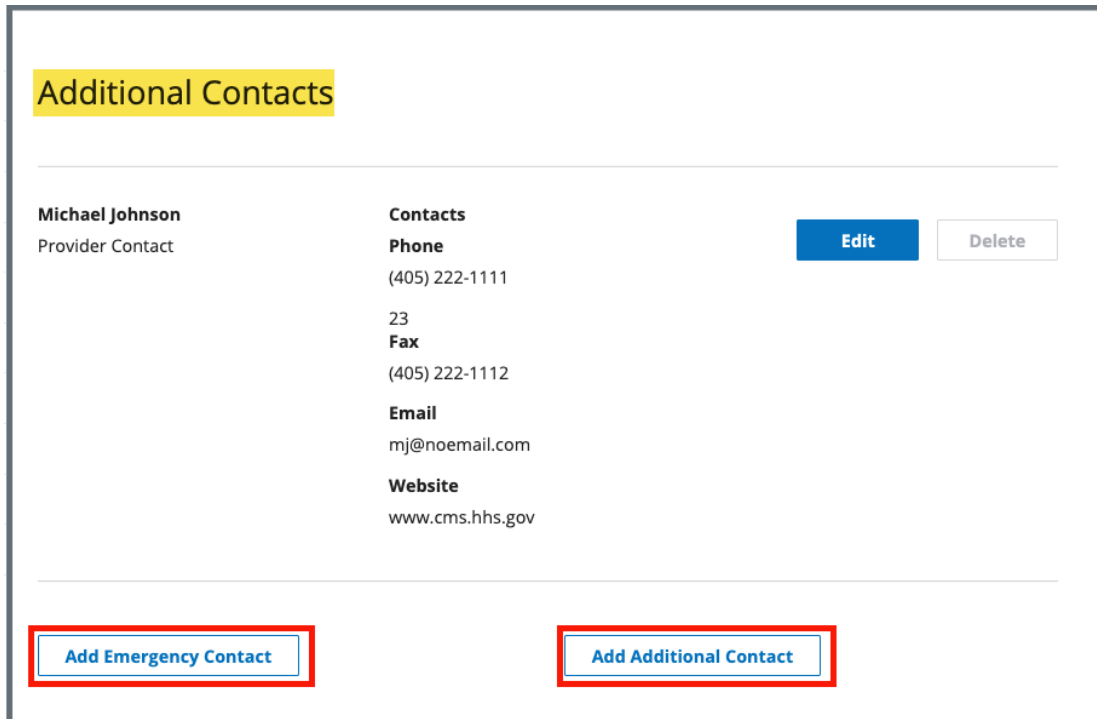 Additional Contacts
Michael Johnson
Provider Contact
Contacts
Phone
(405) 222-1111
23
Fax
(405) 222-1112
Email
mj@noemail.com
Website
www.cms.hhs.gov
Edit
Delete
Add Emergency Contact
Add Additional Contact